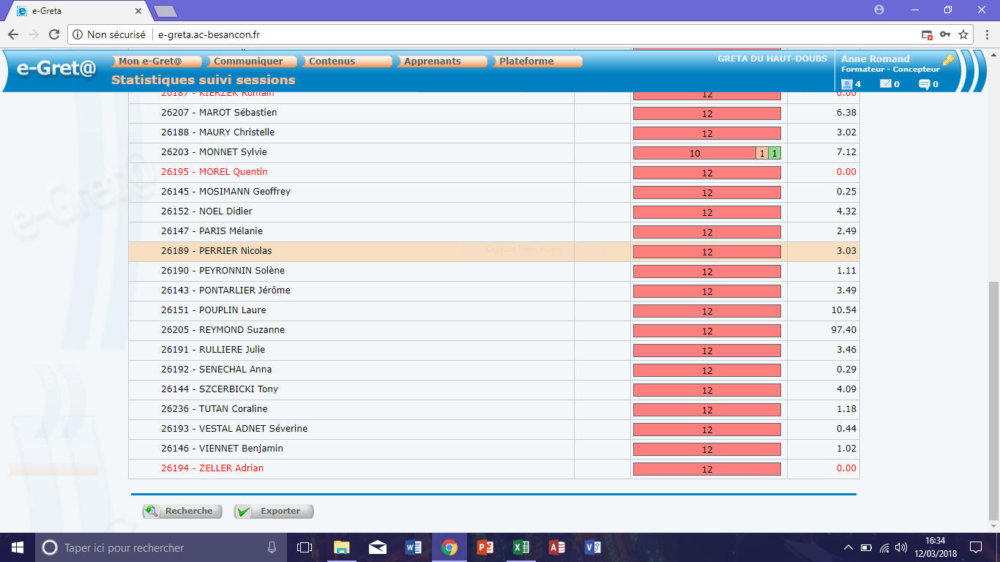 e-Greta
Non sécurisé | e-greta.ac-besancon.fr
e-Gret@
Mon e-Gret@ Communiquer Contenus Apprenants Plateforme
GRETA DU HAUT-DOUBS
Anne Romand
Formateur - Concepteur
4 0 0
Statistiques suivi sessions
26187 - KIERZEK Romain 12 0.00
26207 - MAROT Sébastien 12 6.38
26188 - MAURY Christelle 12 3.02
26203 - MONNET Sylvie 10 1 1 7.12
26195 - MOREL Quentin 12 0.00
26145 - MOSIMANN Geoffrey 12 0.25
26152 - NOEL Didier 12 4.32
26147 - PARIS Mélanie 12 2.49
26189 - PERRIER Nicolas Capture Plein écran 12 3.03
26190 - PEYRONNIN Solène 12 1.11
26143 - PONTARLIER Jérôme 12 3.49
26151 - POUPLIN Laure 12 10.54
26205 - REYMOND Suzanne 12 97.40
26191 - RULLIERE Julie 12 3.46
26192 - SENECHAL Anna 12 0.29
26144 - SZCERBICKI Tony 12 4.09
26236 - TUTAN Coraline 12 1.18
26193 - VESTAL ADNET Séverine 12 0.44
26146 - VIENNET Benjamin 12 1.02
26194 - ZELLER Adrian 12 0.00
e-Gret@
Recherche Exporter
Taper ici pour rechercher
16:34
12/03/2018